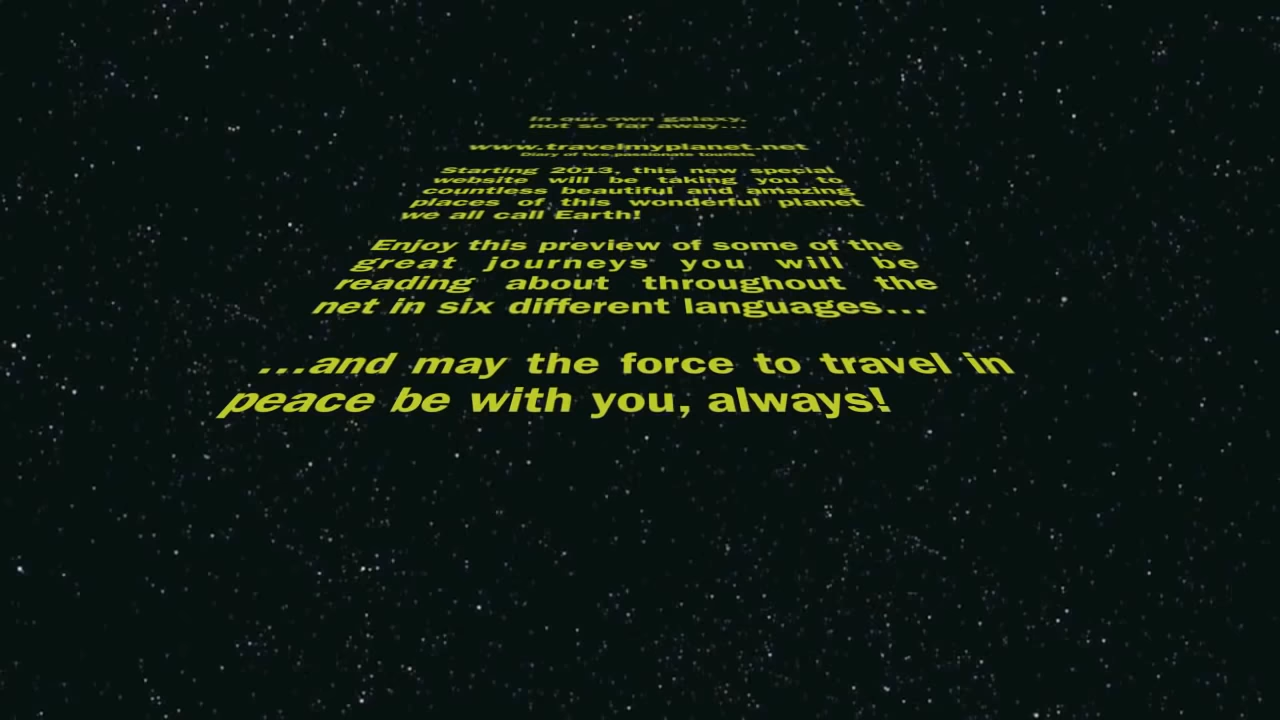 In our own galaxy,
not so far away...
www.travelmyplanet.net
Diary of two passionate tourists
Starting 2013, this new special
website will be taking you to
countless beautiful and amazing
places of this wonderful planet
we all call Earth!
Enjoy this preview of some of the
great journeys you will be
reading about throughout the
net in six different languages...
...and may the force to travel in
peace be with you, always!